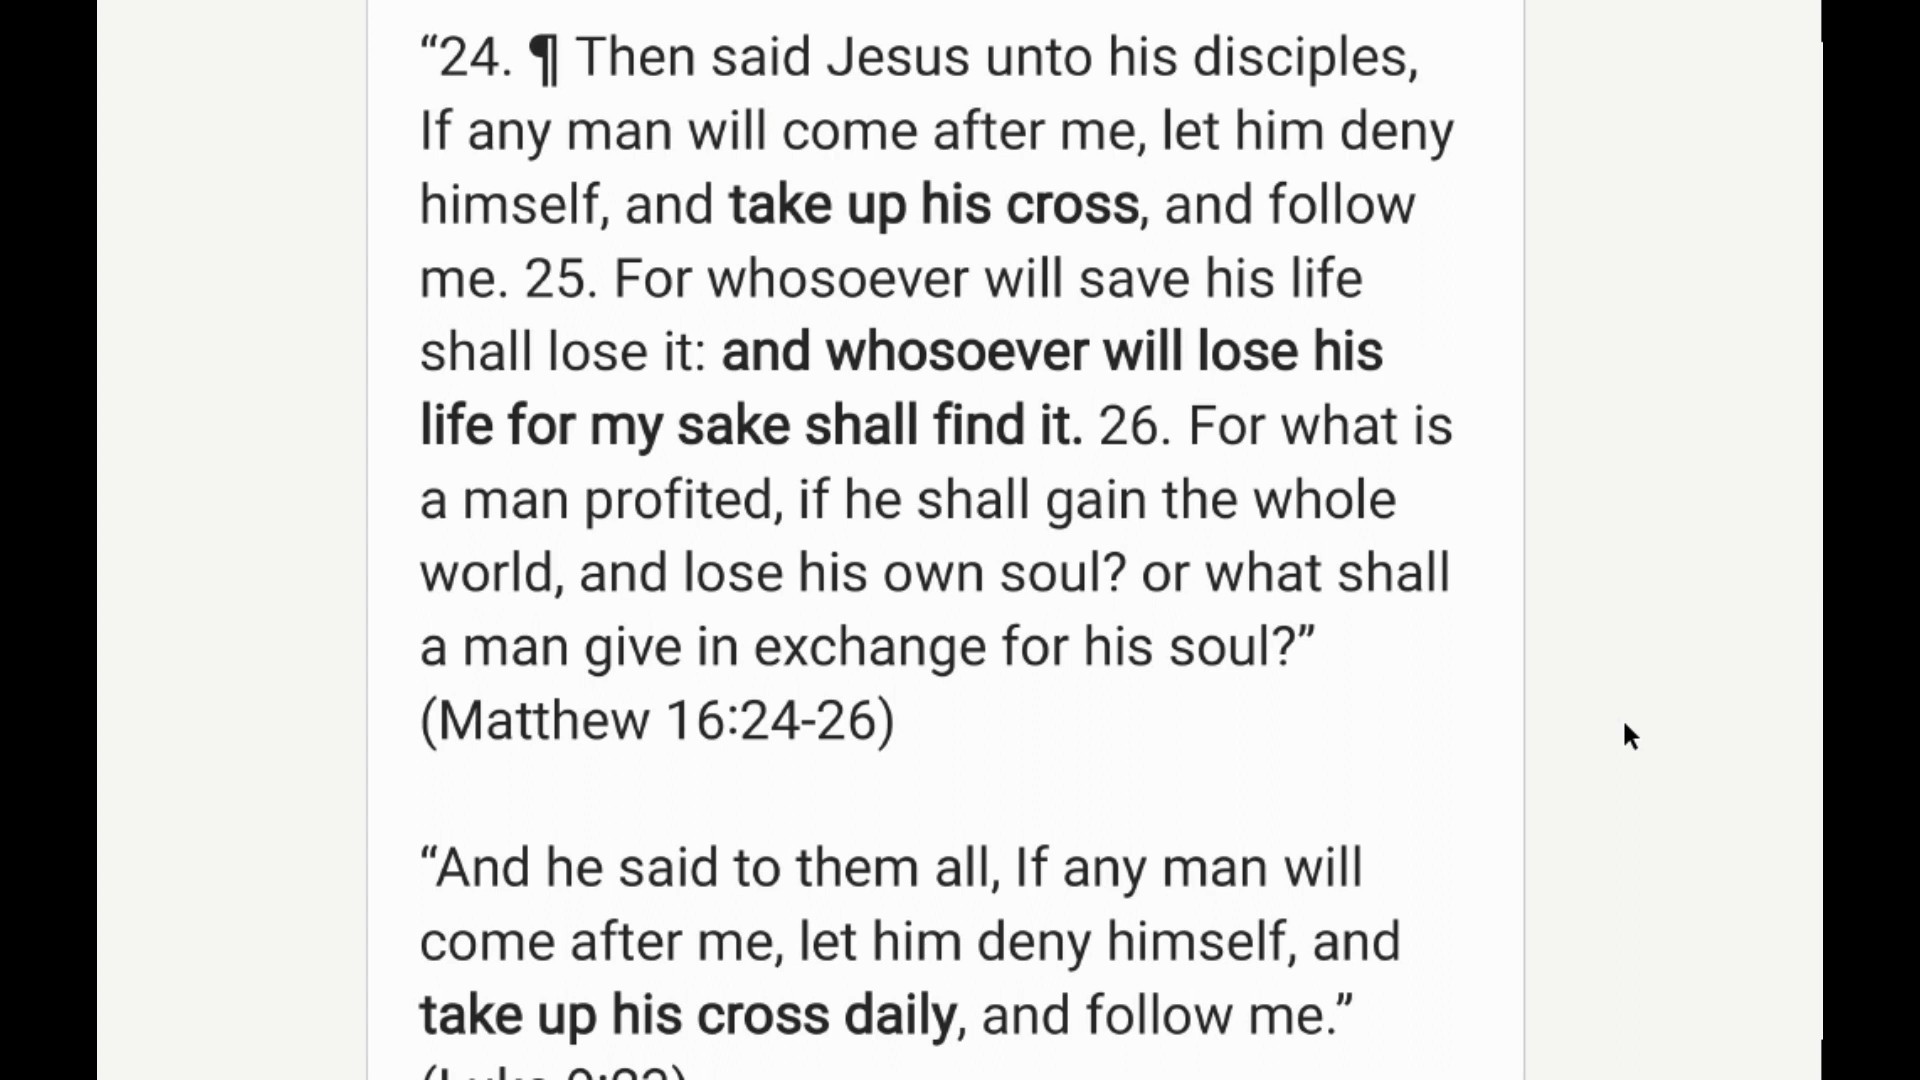 “24. ¶ Then said Jesus unto his disciples,
If any man will come after me, let him deny
himself, and take up his cross, and follow
me. 25. For whosoever will save his life
shall lose it: and whosoever will lose his
life for my sake shall find it. 26. For what is
a man profited, if he shall gain the whole
world, and lose his own soul? or what shall
a man give in exchange for his soul?”
(Matthew 16:24-26)
“And he said to them all, If any man will
come after me, let him deny himself, and
take up his cross daily, and follow me.”